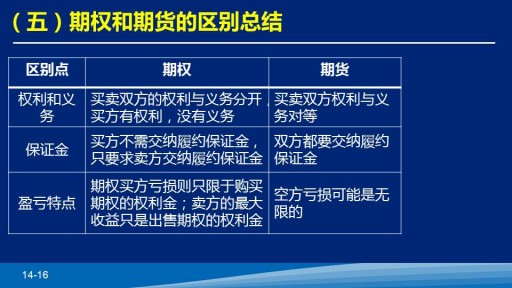 （五）期权和期货的区别总结
区别点 期权 期货
权利和义
务
买卖双方的权利与义务分开，
买方有权利，没有义务
买卖双方权利与义
务对等
保证金
买方不需交纳履约保证金，
只要求卖方交纳履约保证金
双方都要交纳履约
保证金
盈亏特点
期权买方亏损则只限于购买
期权的权利金；卖方的最大
收益只是出售期权的权利金
空方亏损可能是无
限的
14-16